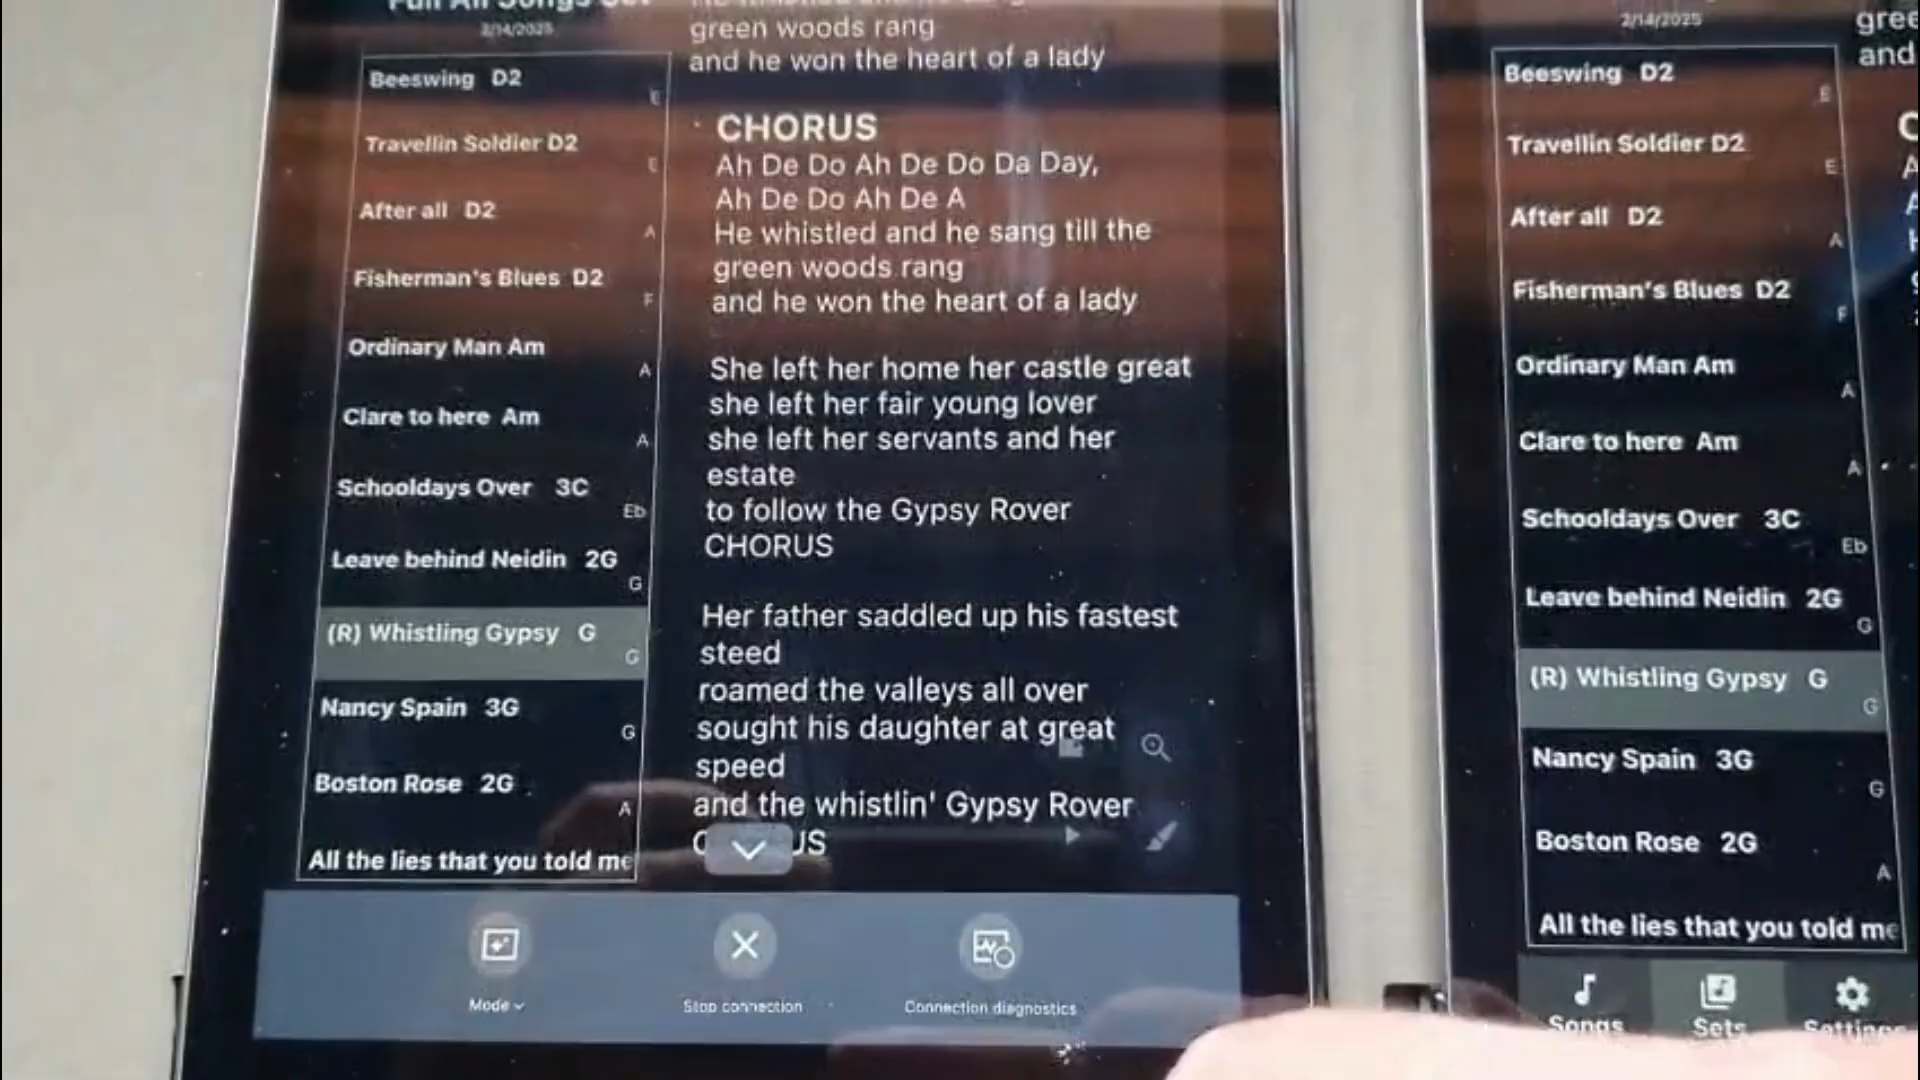 Full All Songs Set
2/14/2025
Beeswing D2
E
Travellin Soldier D2
E
After all D2
A
Fisherman's Blues D2
F
Ordinary Man Am
A
Clare to here Am
A
Schooldays Over 3C
Eb
Leave behind Neidin 2G
G
(R) Whistling Gypsy G
G
Nancy Spain 3G
G
Boston Rose 2G
A
All the lies that you told me
green woods rang
and he won the heart of a lady
CHORUS
Ah De Do Ah De Do Da Day,
Ah De Do Ah De A
He whistled and he sang till the
green woods rang
and he won the heart of a lady
She left her home her castle great
she left her fair young lover
she left her servants and her
estate
to follow the Gypsy Rover
CHORUS
Her father saddled up his fastest
steed
roamed the valleys all over
sought his daughter at great
speed
and the whistlin' Gypsy Rover
Mode
Stop connection
Connection diagnostics
2/14/2025
Beeswing D2
E
Travellin Soldier D2
E
After all D2
A
Fisherman's Blues D2
F
Ordinary Man Am
A
Clare to here Am
A
Schooldays Over 3C
Eb
Leave behind Neidin 2G
G
(R) Whistling Gypsy G
G
Nancy Spain 3G
G
Boston Rose 2G
A
All the lies that you told me
and
Songs
Sets